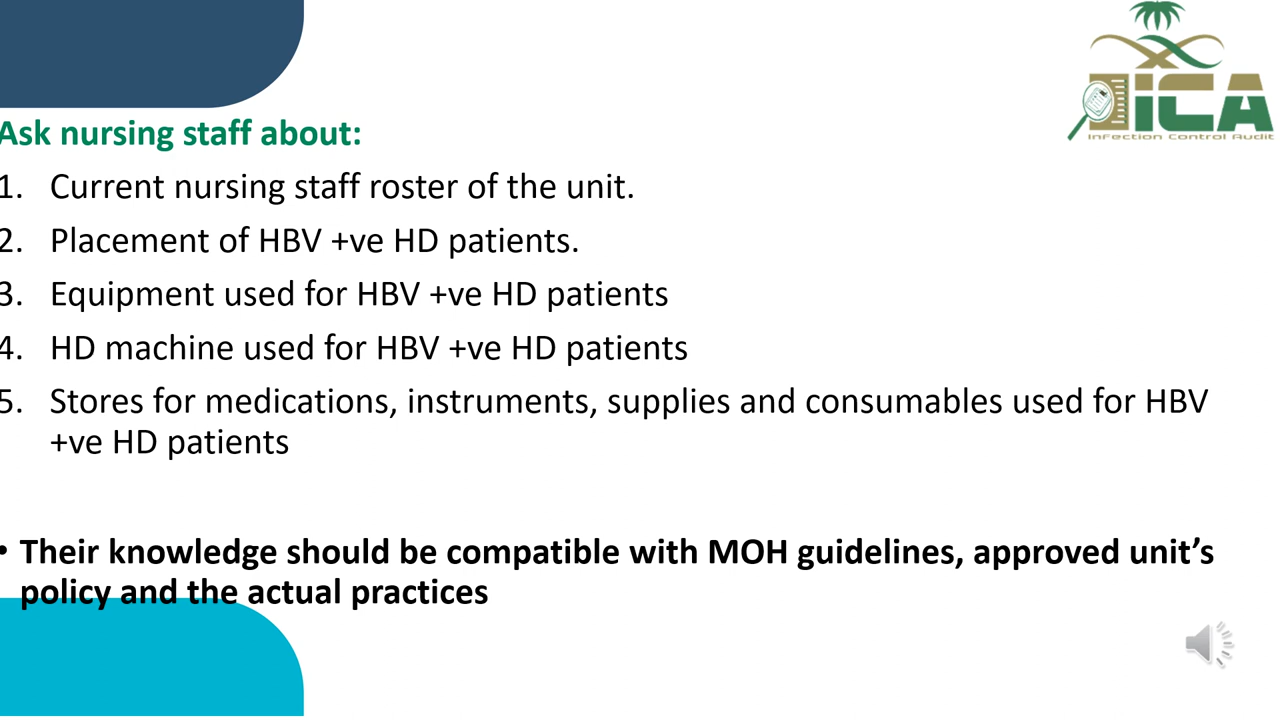 iCA
Infection Control Audit
Ask nursing staff about:
1. Current nursing staff roster of the unit.
2. Placement of HBV +ve HD patients.
3. Equipment used for HBV +ve HD patients
4. HD machine used for HBV +ve HD patients
5. Stores for medications, instruments, supplies and consumables used for HBV
+ve HD patients
• Their knowledge should be compatible with MOH guidelines, approved unit’s
policy and the actual practices